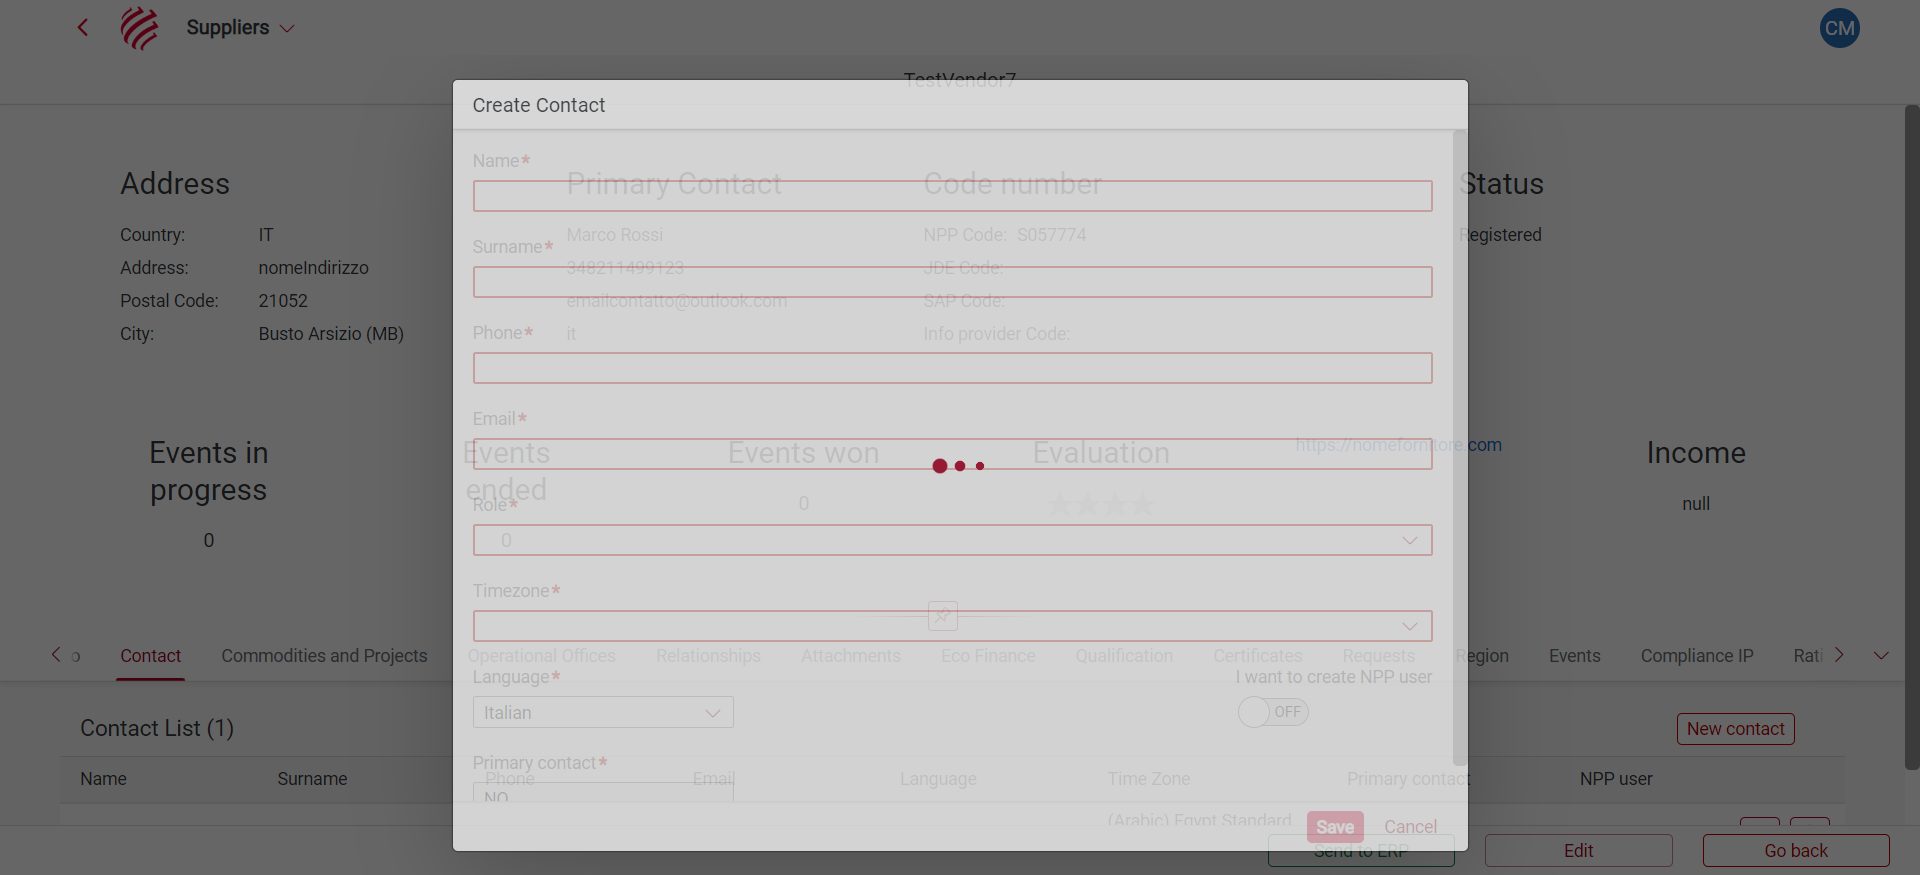 Suppliers
CM
TestVendor7
Create Contact
Name*
Address
Primary Contact
Code number
Status
Country: IT
Marco Rossi
NPP Code: S057774
Registered
Surname*
Address: nomeIndirizzo
348211499123
JDE Code:
Postal Code: 21052
emailcontatto@outlook.com
SAP Code:
City: Busto Arsizio (MB)
Phone*
it
Info provider Code:
Email*
Events in
progress
0
Events
ended
0
Events won
0
Evaluation
https://nomefornitore.com
Income
null
Role*
Timezone*
o
Contact
Commodities and Projects
Operational Offices
Relationships
Attachments
Eco Finance
Qualification
Certificates
Requests
Region
Events
Compliance IP
Rati
Language*
I want to create NPP user
Italian
OFF
Contact List (1)
New contact
Primary contact*
NO
Name Surname Phone Email Language Time Zone Primary contact NPP user
(Arabic) Egypt Standard
Save
Cancel
Send to ERP
Edit
Go back